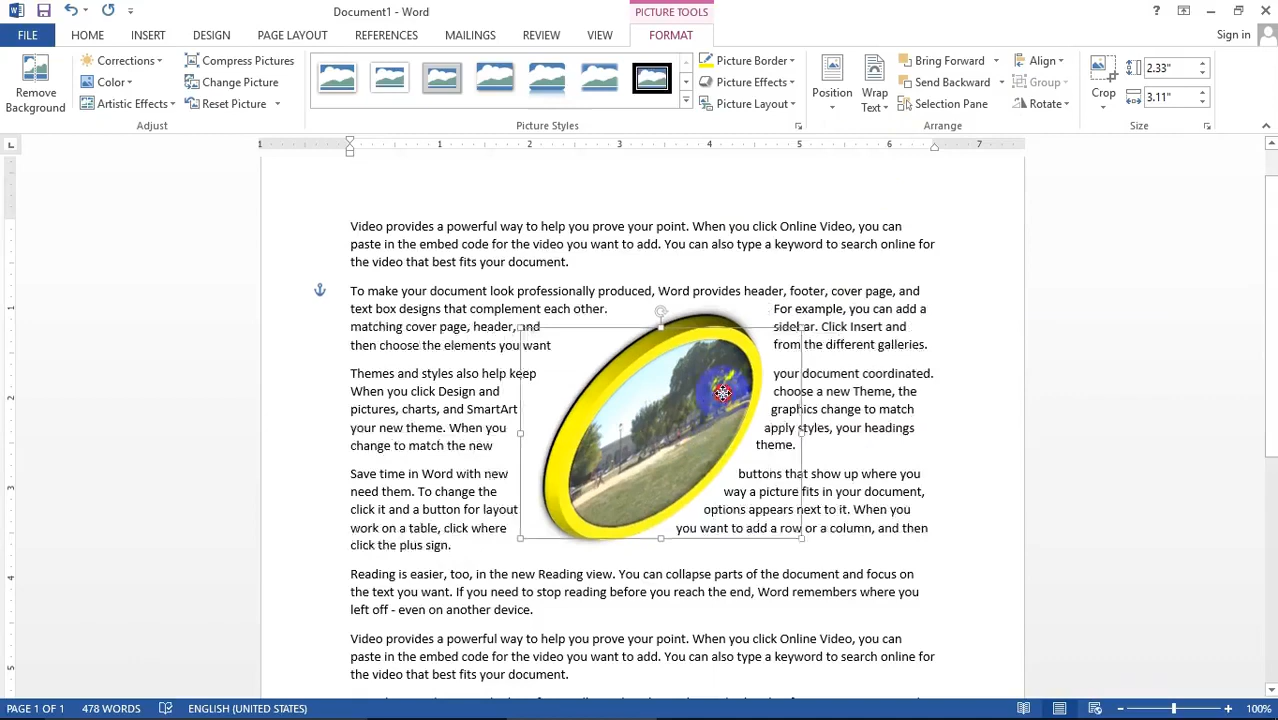 Document1 - Word
PICTURE TOOLS
?
FILE HOME INSERT DESIGN PAGE LAYOUT REFERENCES MAILINGS REVIEW VIEW FORMAT Sign in
Remove Background
Corrections
Color
Artistic Effects
Compress Pictures
Change Picture
Reset Picture
Adjust
Picture Border
Picture Effects
Picture Layout
Picture Styles
Position
Wrap Text
Bring Forward
Send Backward
Selection Pane
Align
Group
Rotate
Arrange
Crop
2.33"
3.11"
Size
1 1 2 3 4 5 6 7
Video provides a powerful way to help you prove your point. When you click Online Video, you can
paste in the embed code for the video you want to add. You can also type a keyword to search online for
the video that best fits your document.
To make your document look professionally produced, Word provides header, footer, cover page, and
text box designs that complement each other. For example, you can add a
matching cover page, header, and sidebar. Click Insert and
then choose the elements you want from the different galleries.
Themes and styles also help keep your document coordinated.
When you click Design and choose a new Theme, the
pictures, charts, and SmartArt graphics change to match
your new theme. When you apply styles, your headings
change to match the new theme.
Save time in Word with new buttons that show up where you
need them. To change the way a picture fits in your document,
click it and a button for layout options appears next to it. When you
work on a table, click where you want to add a row or a column, and then
click the plus sign.
Reading is easier, too, in the new Reading view. You can collapse parts of the document and focus on
the text you want. If you need to stop reading before you reach the end, Word remembers where you
left off - even on another device.
Video provides a powerful way to help you prove your point. When you click Online Video, you can
paste in the embed code for the video you want to add. You can also type a keyword to search online for
the video that best fits your document.
1
2
3
4
5
PAGE 1 OF 1 478 WORDS ENGLISH (UNITED STATES) 100%